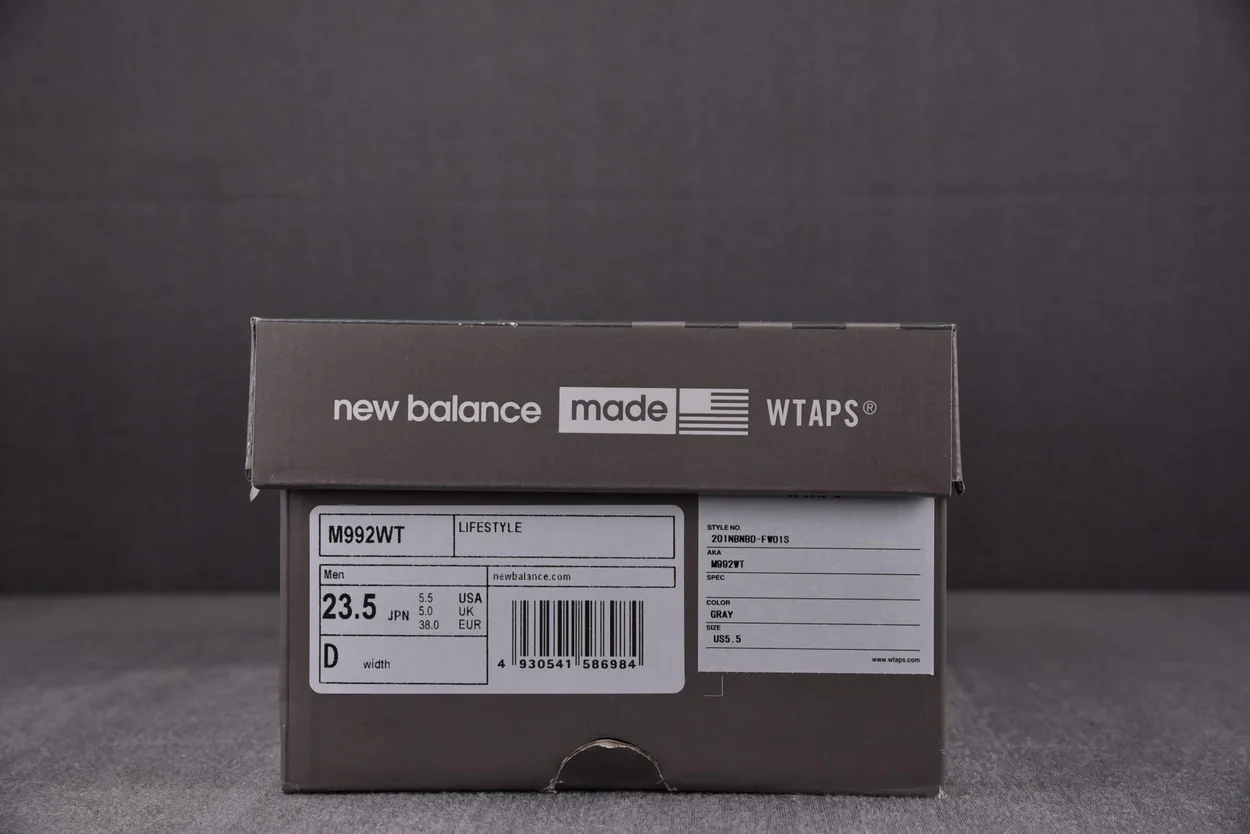 new balance made WTAPS®
M992WT LIFESTYLE
Men newbalance.com
23.5 JPN
5.5 USA
5.0 UK
38.0 EUR
D width
4 930541 586984
STYLE NO.
201NBNBD-FW01S
AKA
M992WT
SPEC
COLOR
GRAY
SIZE
US5.5
www.wtaps.com